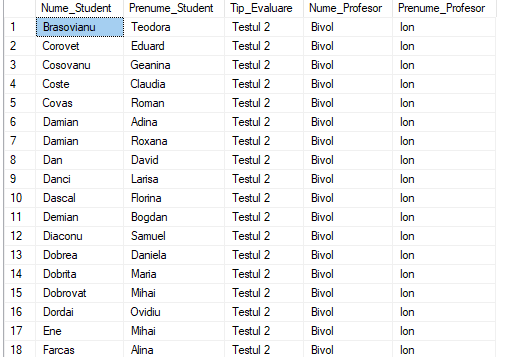 Nume_Student Prenume_Student Tip_Evaluare Nume_Profesor Prenume_Profesor
1 Brasovianu Teodora Testul 2 Bivol Ion
2 Corovet Eduard Testul 2 Bivol Ion
3 Cosovanu Geanina Testul 2 Bivol Ion
4 Coste Claudia Testul 2 Bivol Ion
5 Covas Roman Testul 2 Bivol Ion
6 Damian Adina Testul 2 Bivol Ion
7 Damian Roxana Testul 2 Bivol Ion
8 Dan David Testul 2 Bivol Ion
9 Danci Larisa Testul 2 Bivol Ion
10 Dascal Florina Testul 2 Bivol Ion
11 Demian Bogdan Testul 2 Bivol Ion
12 Diaconu Samuel Testul 2 Bivol Ion
13 Dobrea Daniela Testul 2 Bivol Ion
14 Dobrita Maria Testul 2 Bivol Ion
15 Dobrovat Mihai Testul 2 Bivol Ion
16 Dordai Ovidiu Testul 2 Bivol Ion
17 Ene Mihai Testul 2 Bivol Ion
18 Farcas Alina Testul 2 Bivol Ion